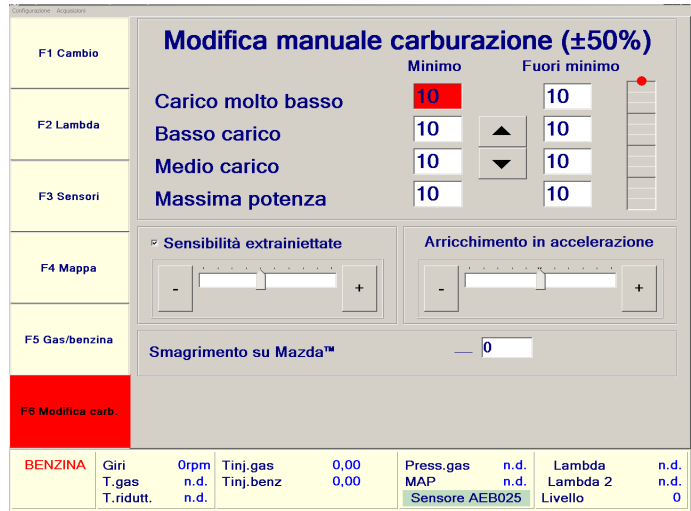 Configurazione Acquisizioni
F1 Cambio
F2 Lambda
F3 Sensori
F4 Mappa
F5 Gas/benzina
F6 Modifica carb.
Modifica manuale carburazione (±50%)
Minimo Fuori minimo
Carico molto basso 10 10
Basso carico 10 10
Medio carico 10 10
Massima potenza 10 10
Sensibilità extrainiettate
- +
Arricchimento in accelerazione
- +
Smagrimento su Mazda™ 0
BENZINA
Giri 0rpm
T.gas n.d.
T.ridutt. n.d.
Tinj.gas 0,00
Tinj.benz 0,00
Press.gas n.d.
MAP n.d.
Sensore AEB025
Lambda n.d.
Lambda 2 n.d.
Livello 0